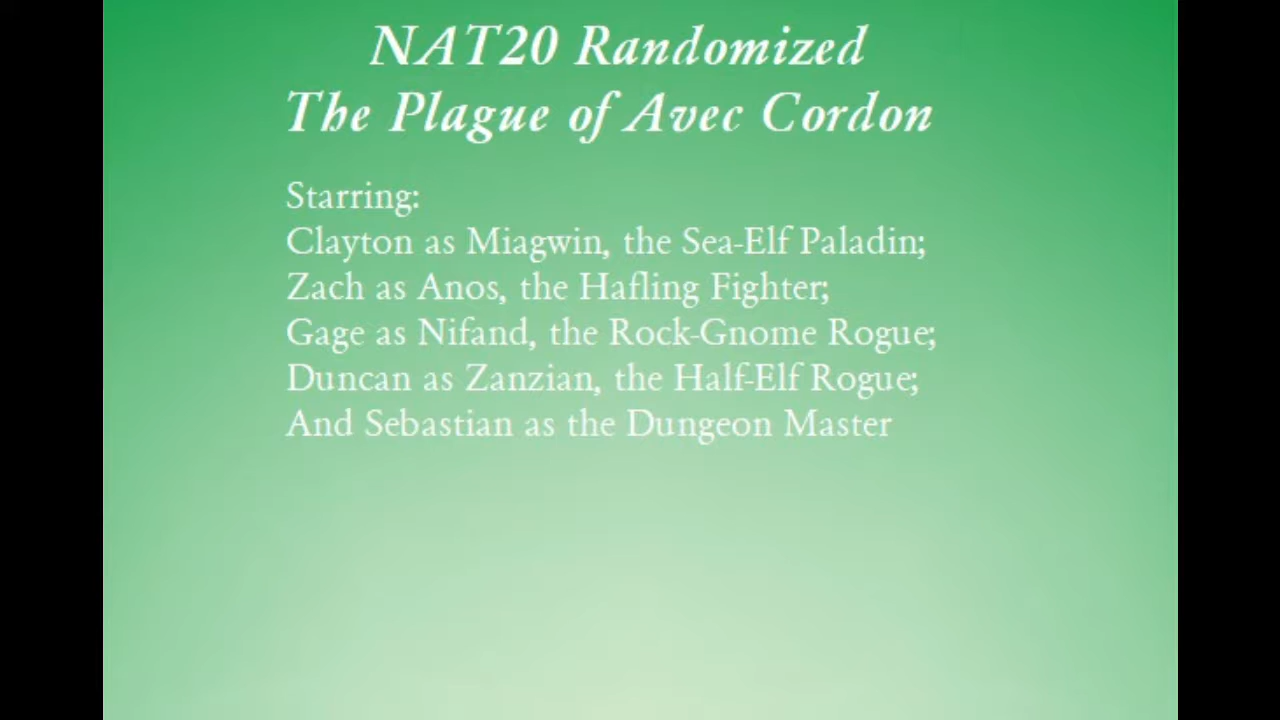 NAT20 Randomized
The Plague of Avec Cordon
Starring:
Clayton as Miagwin, the Sea-Elf Paladin;
Zach as Anos, the Hafling Fighter;
Gage as Nifand, the Rock-Gnome Rogue;
Duncan as Zanzian, the Half-Elf Rogue;
And Sebastian as the Dungeon Master